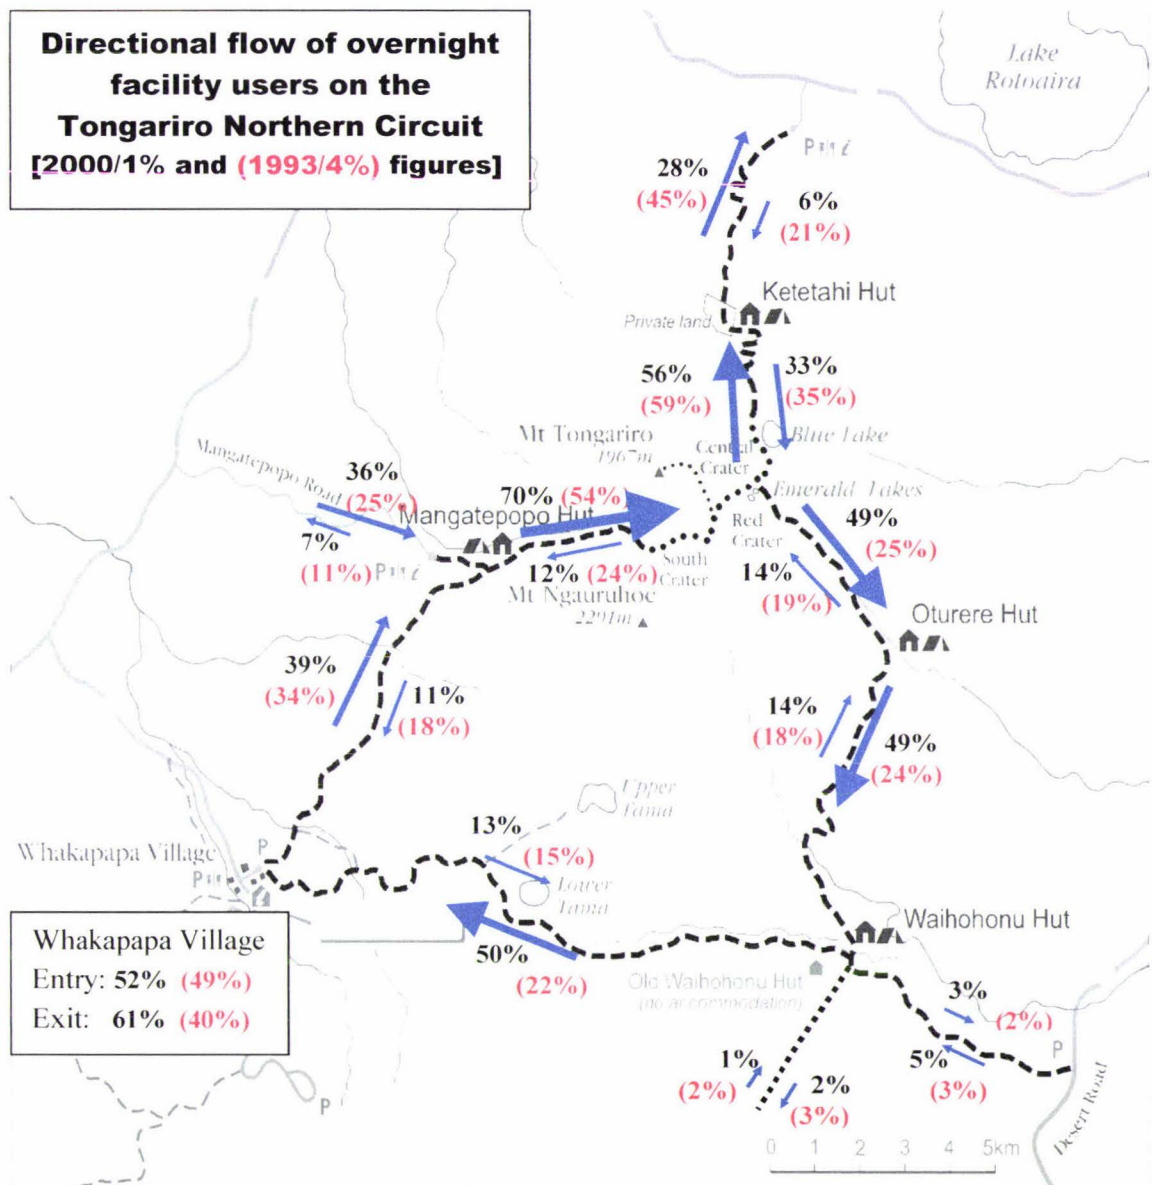 Directional flow of overnight
facility users on the
Tongariro Northern Circuit
[2000/1% and (1993/4%) figures]
Lake
Rotoaira
P
28%
(45%)
6%
(21%)
Ketetahi Hut
Private land
56%
(59%)
33%
(35%)
Mt Tongariro
1967m
Central
Crater
Blue Lake
Mangatepopo Road
36%
(25%)
70% (54%)
Emerald Lakes
Mangatepopo Hut
Red
Crater
49%
(25%)
7%
(11%)
P
12% (24%)
South
Crater
14%
(19%)
Mt Ngauruhoe
2291m
Oturere Hut
39%
(34%)
11%
(18%)
14%
(18%)
49%
(24%)
Upper
Tama
13%
(15%)
Whakapapa Village
P
P
Lower
Tama
Waihohonu Hut
Whakapapa Village
Entry: 52% (49%)
Exit: 61% (40%)
50%
(22%)
Old Waihohonu Hut
(no accommodation)
3%
(2%)
P
5%
(3%)
1%
(2%)
2%
(3%)
P
Desert Road
0 1 2 3 4 5km